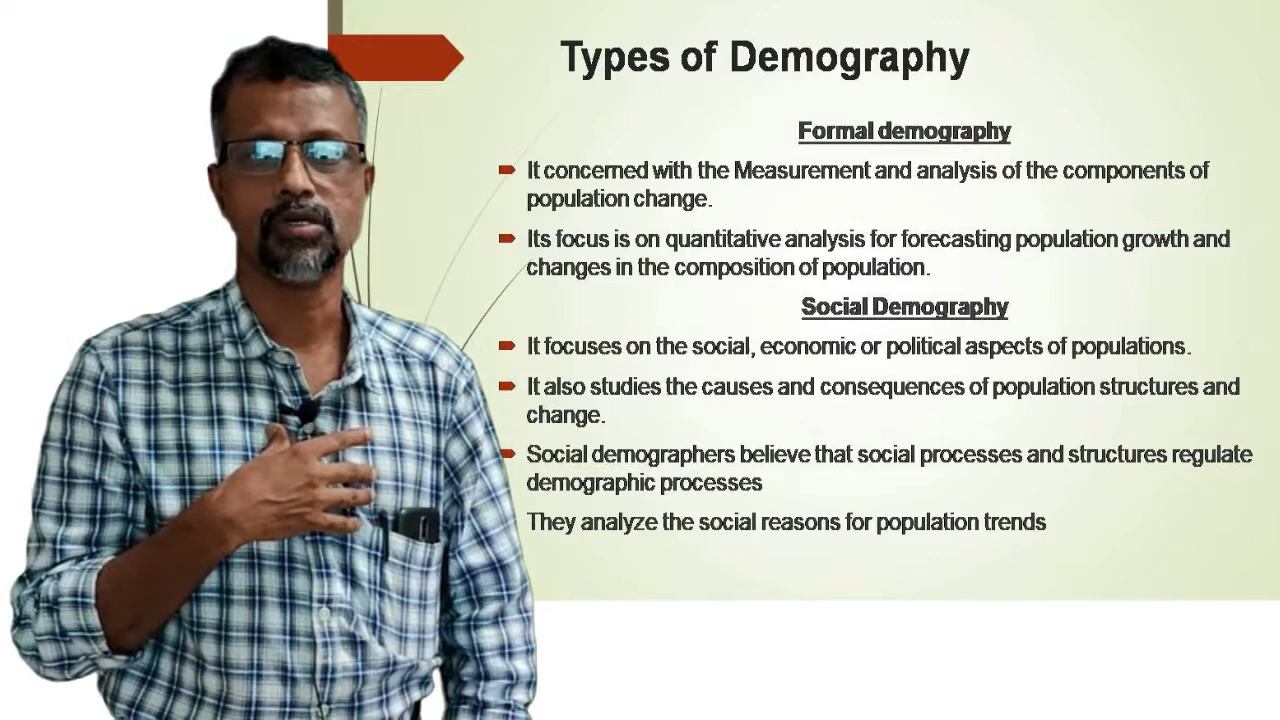 Types of Demography
Formal demography
It concerned with the Measurement and analysis of the components of
population change.
Its focus is on quantitative analysis for forecasting population growth and
changes in the composition of population.
Social Demography
It focuses on the social, economic or political aspects of populations.
It also studies the causes and consequences of population structures and
change.
Social demographers believe that social processes and structures regulate
demographic processes
They analyze the social reasons for population trends